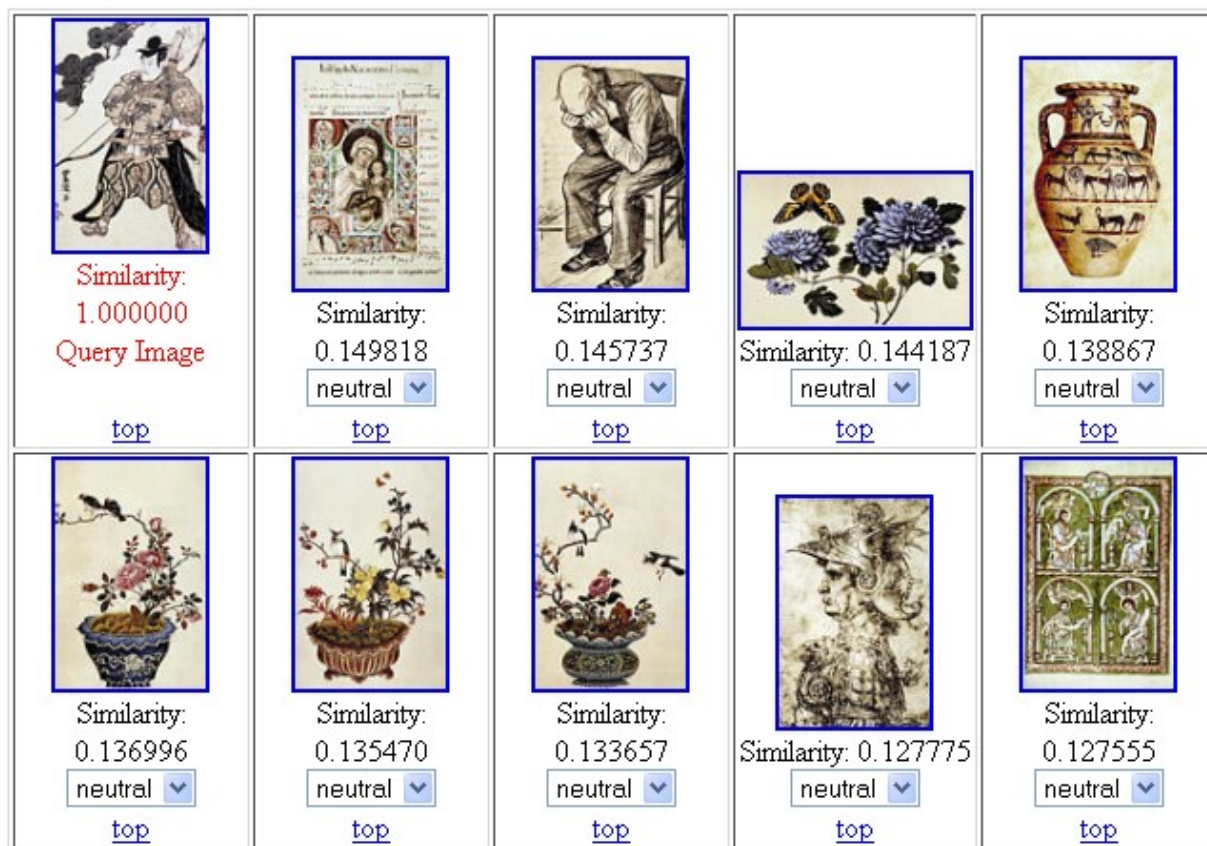 Similarity:
1.000000
Query Image
top
Similarity:
0.149818
neutral
top
Similarity:
0.145737
neutral
top
Similarity: 0.144187
neutral
top
Similarity:
0.138867
neutral
top
Similarity:
0.136996
neutral
top
Similarity:
0.135470
neutral
top
Similarity:
0.133657
neutral
top
Similarity: 0.127775
neutral
top
Similarity:
0.127555
neutral
top